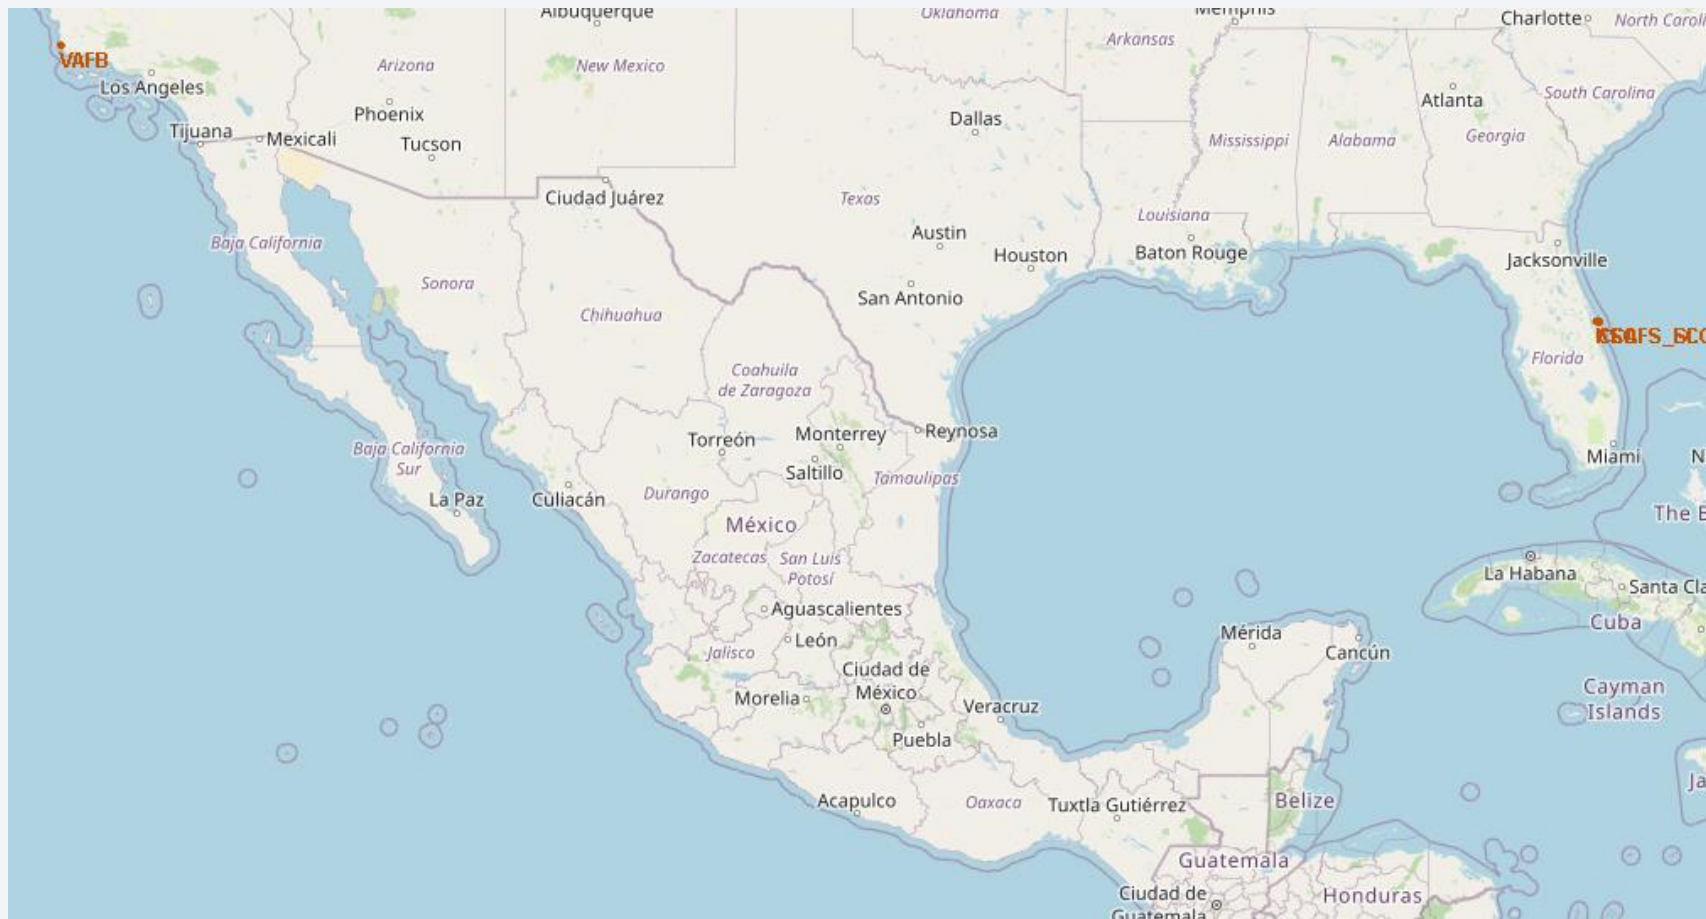 Albuquerque
Oklahoma
Memphis
Charlotte
North Caroli
VAFB
Arizona
New Mexico
Arkansas
Los Angeles
Phoenix
Dallas
Atlanta
South Carolina
Tijuana
Mexicali
Tucson
Mississippi
Alabama
Georgia
Ciudad Juárez
Texas
Louisiana
Baja California
Austin
Houston
Baton Rouge
Jacksonville
Sonora
Chihuahua
San Antonio
Florida
Coahuila
de Zaragoza
Torreón
Monterrey
Reynosa
Miami
N
Baja California
Sur
Saltillo
Tamaulipas
La Paz
Culiacán
Durango
México
The B
Zacatecas
San Luis
Potosí
La Habana
Santa Cla
Aguascalientes
Cuba
León
Mérida
Cancún
Jalisco
Ciudad de
México
Morelia
Veracruz
Cayman
Islands
Puebla
Ja
Acapulco
Oaxaca
Tuxtla Gutiérrez
Belize
Guatemala
Ciudad de
Guatemala
Honduras